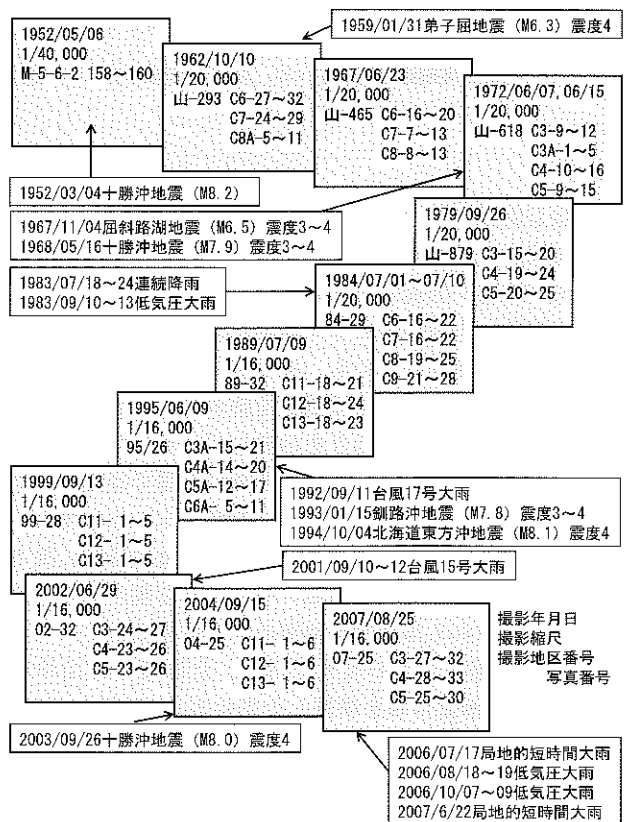 1959/01/31弟子屈地震 (M6.3) 震度4
1952/05/06
1/40,000
M-5-6-2 158～160
1962/10/10
1/20,000
山-293 C6-27～32
C7-24～29
C8A-5～11
1967/06/23
1/20,000
山-465 C6-16～20
C7-7～13
C8-8～13
1972/06/07,06/15
1/20,000
山-618 C3-9～12
C3A-1～5
C4-10～16
C5-9～15
1952/03/04十勝沖地震 (M8.2)
1967/11/04屈斜路湖地震 (M6.5) 震度3～4
1968/05/16十勝沖地震 (M7.9) 震度3～4
1979/09/26
1/20,000
山-879 C3-15～20
C4-19～24
C5-20～25
1983/07/18～24連続降雨
1983/09/10～13低気圧大雨
1984/07/01～07/10
1/20,000
84-29 C6-16～22
C7-16～22
C8-19～25
C9-21～28
1989/07/09
1/16,000
89-32 C11-18～21
C12-18～24
C13-18～23
1995/06/09
1/16,000
95/26 C3A-15～21
C4A-14～20
C5A-12～17
C6A- 5～11
1999/09/13
1/16,000
99-28 C11- 1～5
C12- 1～5
C13- 1～5
1992/09/11台風17号大雨
1993/01/15釧路沖地震 (M7.8) 震度3～4
1994/10/04北海道東方沖地震 (M8.1) 震度4
2001/09/10～12台風15号大雨
2002/06/29
1/16,000
02-32 C3-24～27
C4-23～26
C5-23～26
2004/09/15
1/16,000
04-25 C11- 1～6
C12- 1～6
C13- 1～6
2007/08/25
1/16,000
07-25 C3-27～32
C4-28～33
C5-25～30
撮影年月日
撮影縮尺
撮影地区番号
写真番号
2003/09/26十勝沖地震 (M8.0) 震度4
2006/07/17局地的短時間大雨
2006/08/18～19低気圧大雨
2006/10/07～09低気圧大雨
2007/6/22局地的短時間大雨